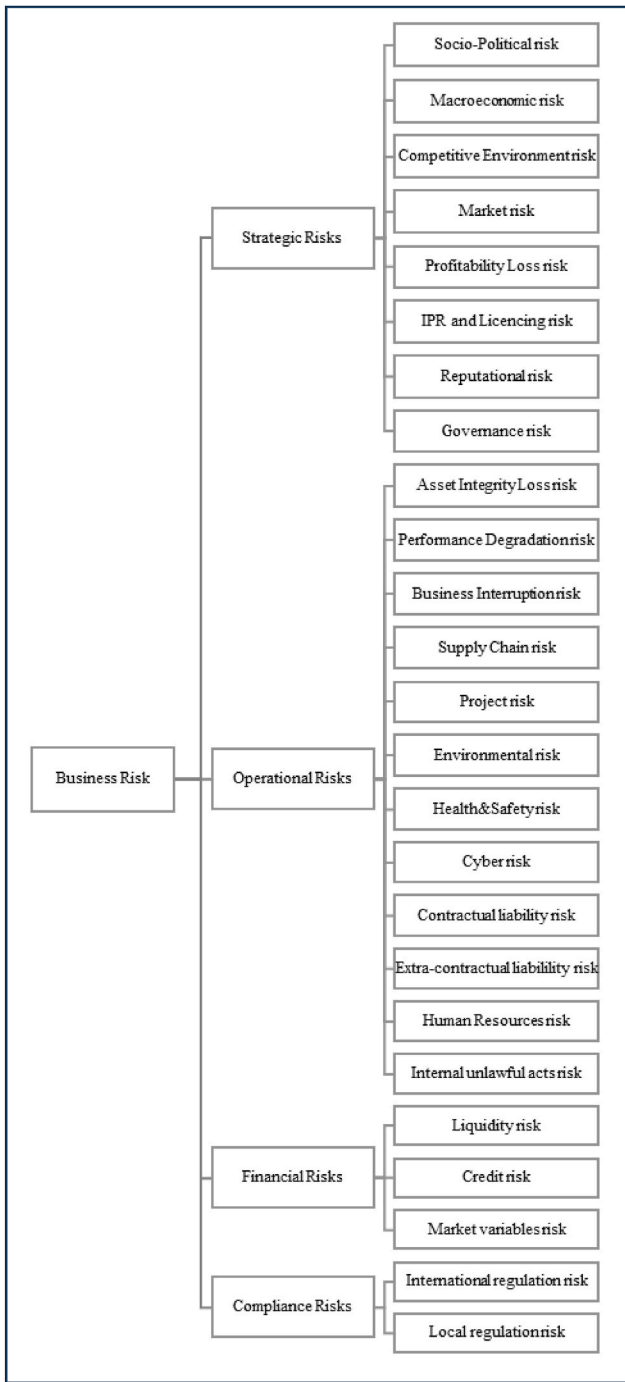 Business Risk
Strategic Risks
Socio-Political risk
Macroeconomic risk
Competitive Environment risk
Market risk
Profitability Loss risk
IPR and Licencing risk
Reputational risk
Governance risk
Operational Risks
Asset Integrity Loss risk
Performance Degradation risk
Business Interruption risk
Supply Chain risk
Project risk
Environmental risk
Health&Safety risk
Cyber risk
Contractual liability risk
Extra-contractual liabilility risk
Human Resources risk
Internal unlawful acts risk
Financial Risks
Liquidity risk
Credit risk
Market variables risk
Compliance Risks
International regulation risk
Local regulation risk